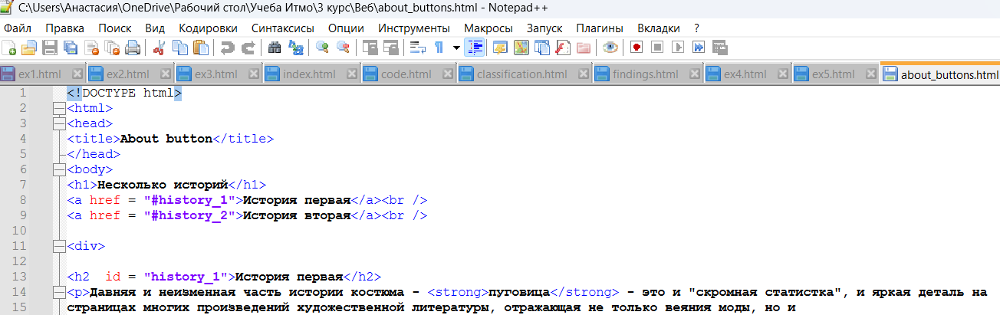 C:\Users\Анастасия\OneDrive\Рабочий стол\Учеба Итмо\3 курс\Веб\about_buttons.html - Notepad++
Файл Правка Поиск Вид Кодировки Синтаксисы Опции Инструменты Макросы Запуск Плагины Вкладки ?
ex1.html ex2.html ex3.html index.html code.html classification.html findings.html ex4.html ex5.html about_buttons.html
1 <!DOCTYPE html>
2 <html>
3 <head>
4 <title>About button</title>
5 </head>
6 <body>
7 <h1>Несколько историй</h1>
8 <a href = "#history_1">История первая</a><br />
9 <a href = "#history_2">История вторая</a><br />
10
11 <div>
12
13 <h2  id = "history_1">История первая</h2>
14 <p>Давняя и неизменная часть истории костюма - <strong>пуговица</strong> - это и "скромная статистка", и яркая деталь на
15 страницах многих произведений художественной литературы, отражающая не только веяния моды, но и